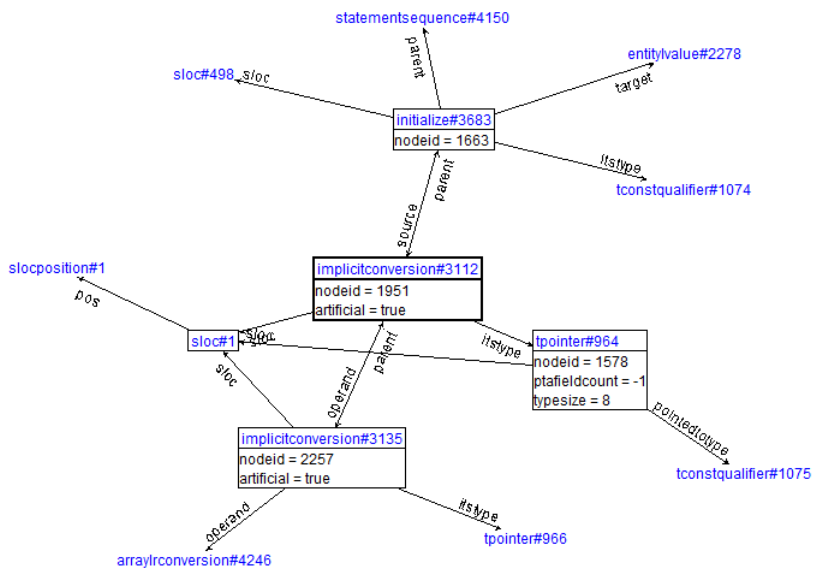 statementsequence#4150
entitylvalue#2278
sloc#498
sloc
parent
target
initialize#3683
nodeid = 1663
itstype
tconstqualifier#1074
parent
source
slocposition#1
pos
implicitconversion#3112
nodeid = 1951
artificial = true
sloc
sloc
sloc#1
itstype
tpointer#964
nodeid = 1578
ptafieldcount = -1
typesize = 8
parent
operand
sloc
pointedtotype
implicitconversion#3135
nodeid = 2257
artificial = true
tconstqualifier#1075
operand
itstype
tpointer#966
arraylrconversion#4246